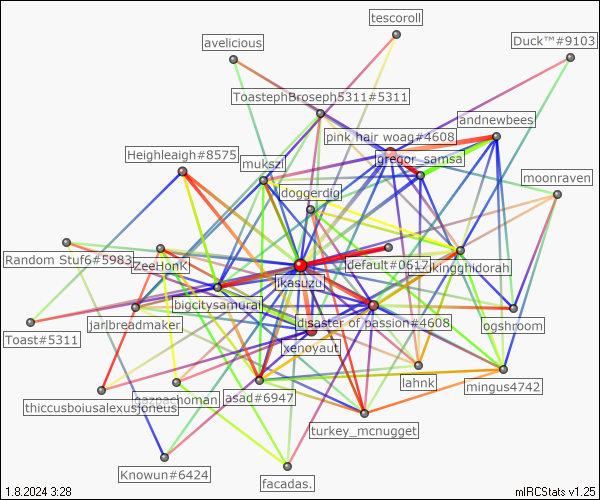 tescoroll
avelicious
Duck™#9103
ToastephBroseph5311#5311
andnewbees
pink hair woag#4608
Heighleaigh#8575
gregor_samsa
mukszi
moonraven
doggerdig
Random Stuf6#5983
ZeeHonK
default#0617
kingghidorah
ikasuzu
bigcitysamurai
jarlbreadmaker
disaster of passion#4608
ogshroom
Toast#5311
xenoyaut
lahnk
mingus4742
gazpachoman
asad#6947
thiccusboiusalexusjoneus
turkey_mcnugget
Knowun#6424
facadas.
1.8.2024 3:28
mIRCStats v1.25